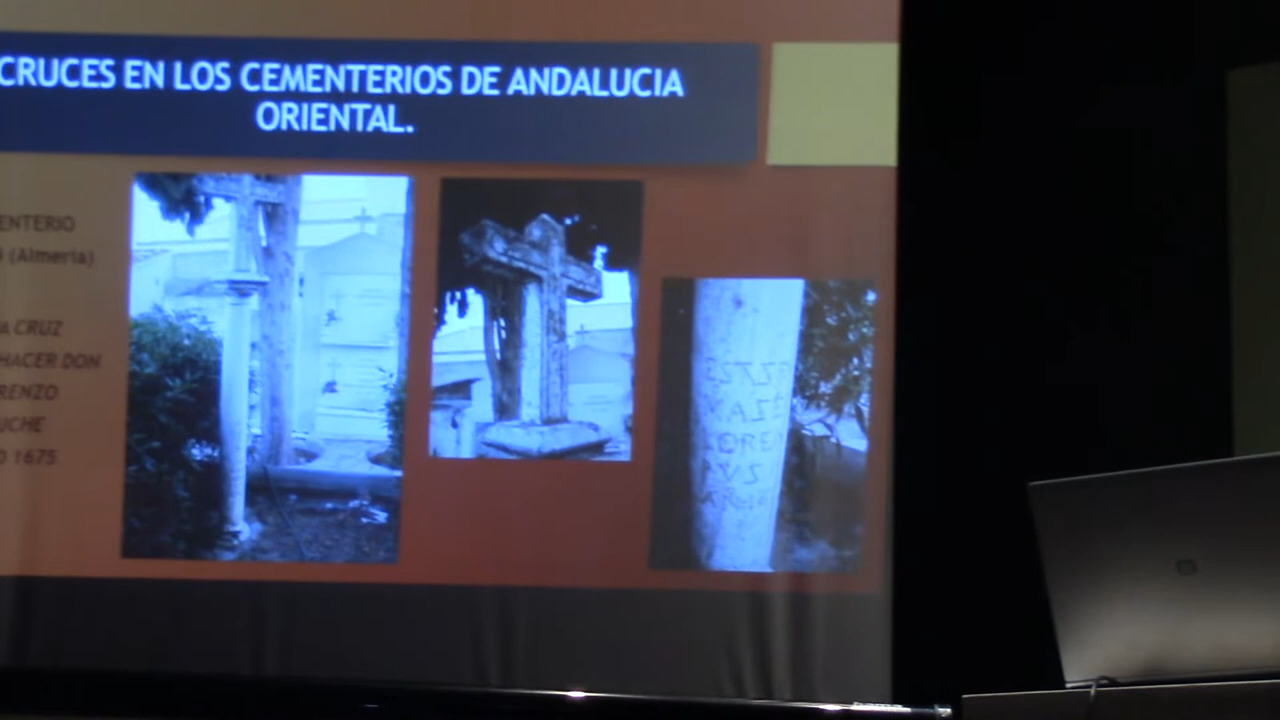 CRUCES EN LOS CEMENTERIOS DE ANDALUCIA
ORIENTAL.
ENTERIO
(Almería)
A CRUZ
HACER DON
RENZO
UCHE
O 1675